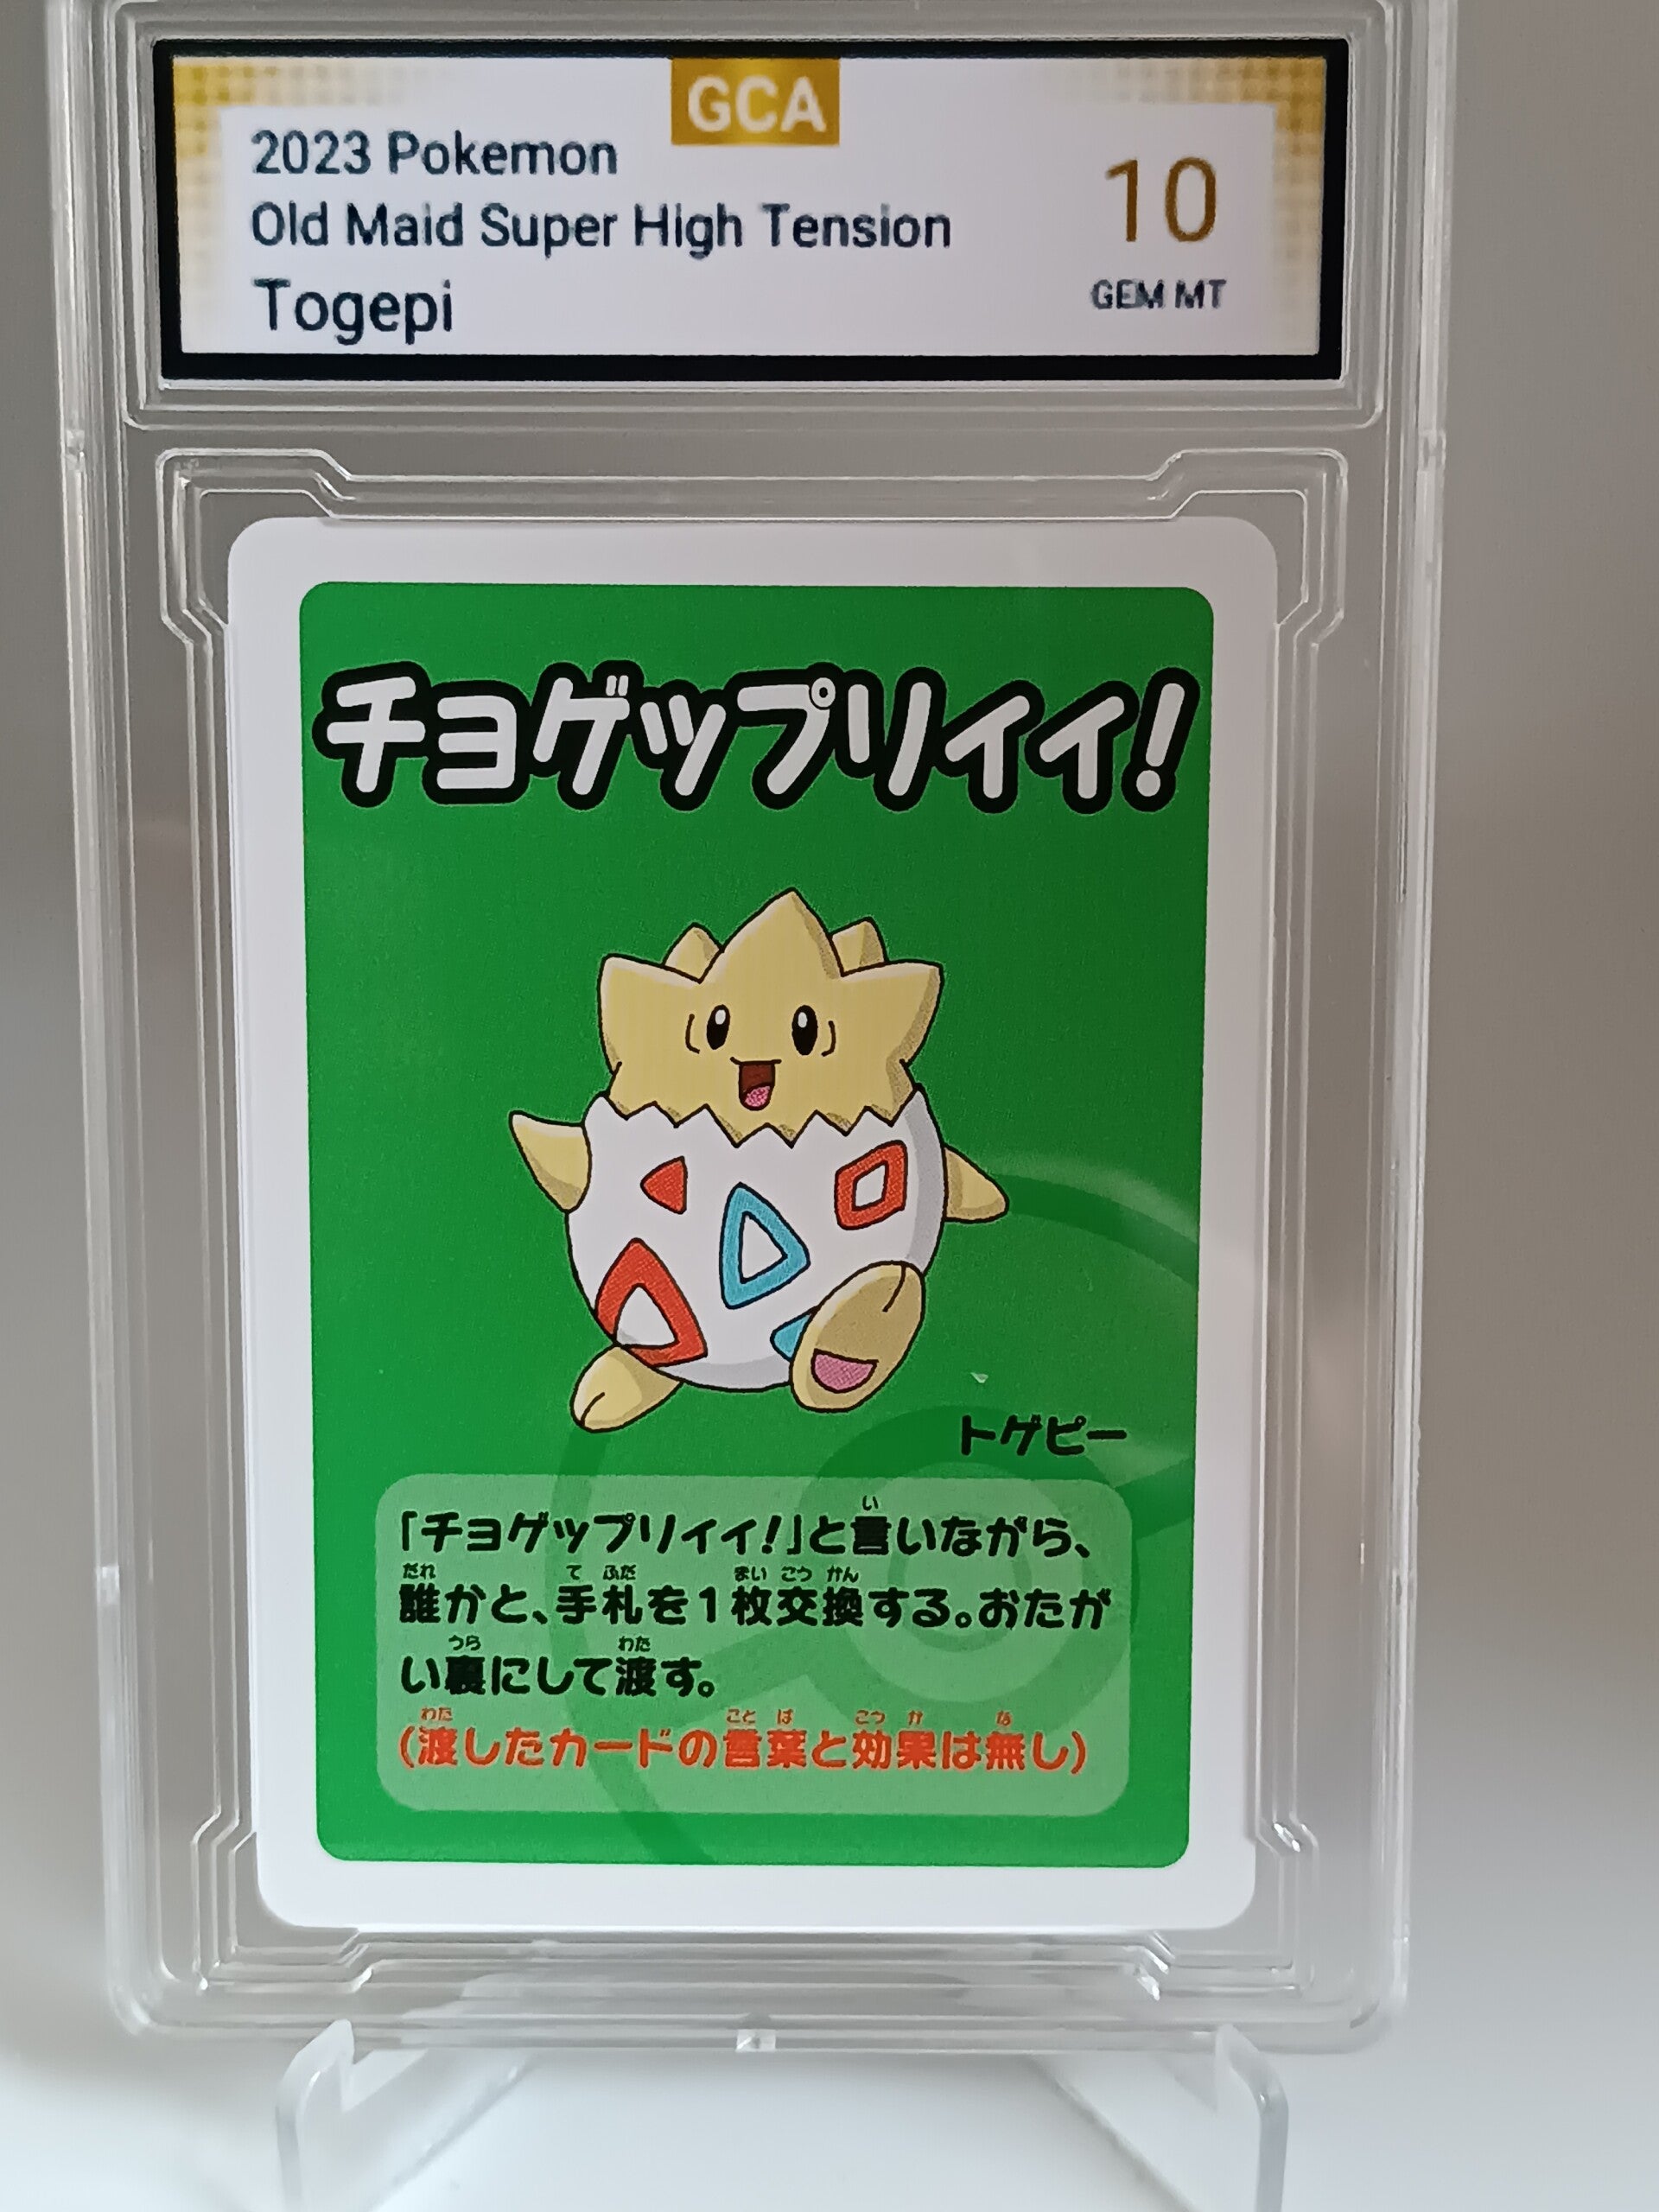 GCA
2023 Pokemon
Old Maid Super High Tension
Togepi
10
GEM MT
チョゲップリィィ!
トゲピー
「チョゲップリィィ!」と言いながら、
誰かと、手札を1枚交換する。おたが
い裏にして渡す。
(渡したカードの言葉と効果は無し)